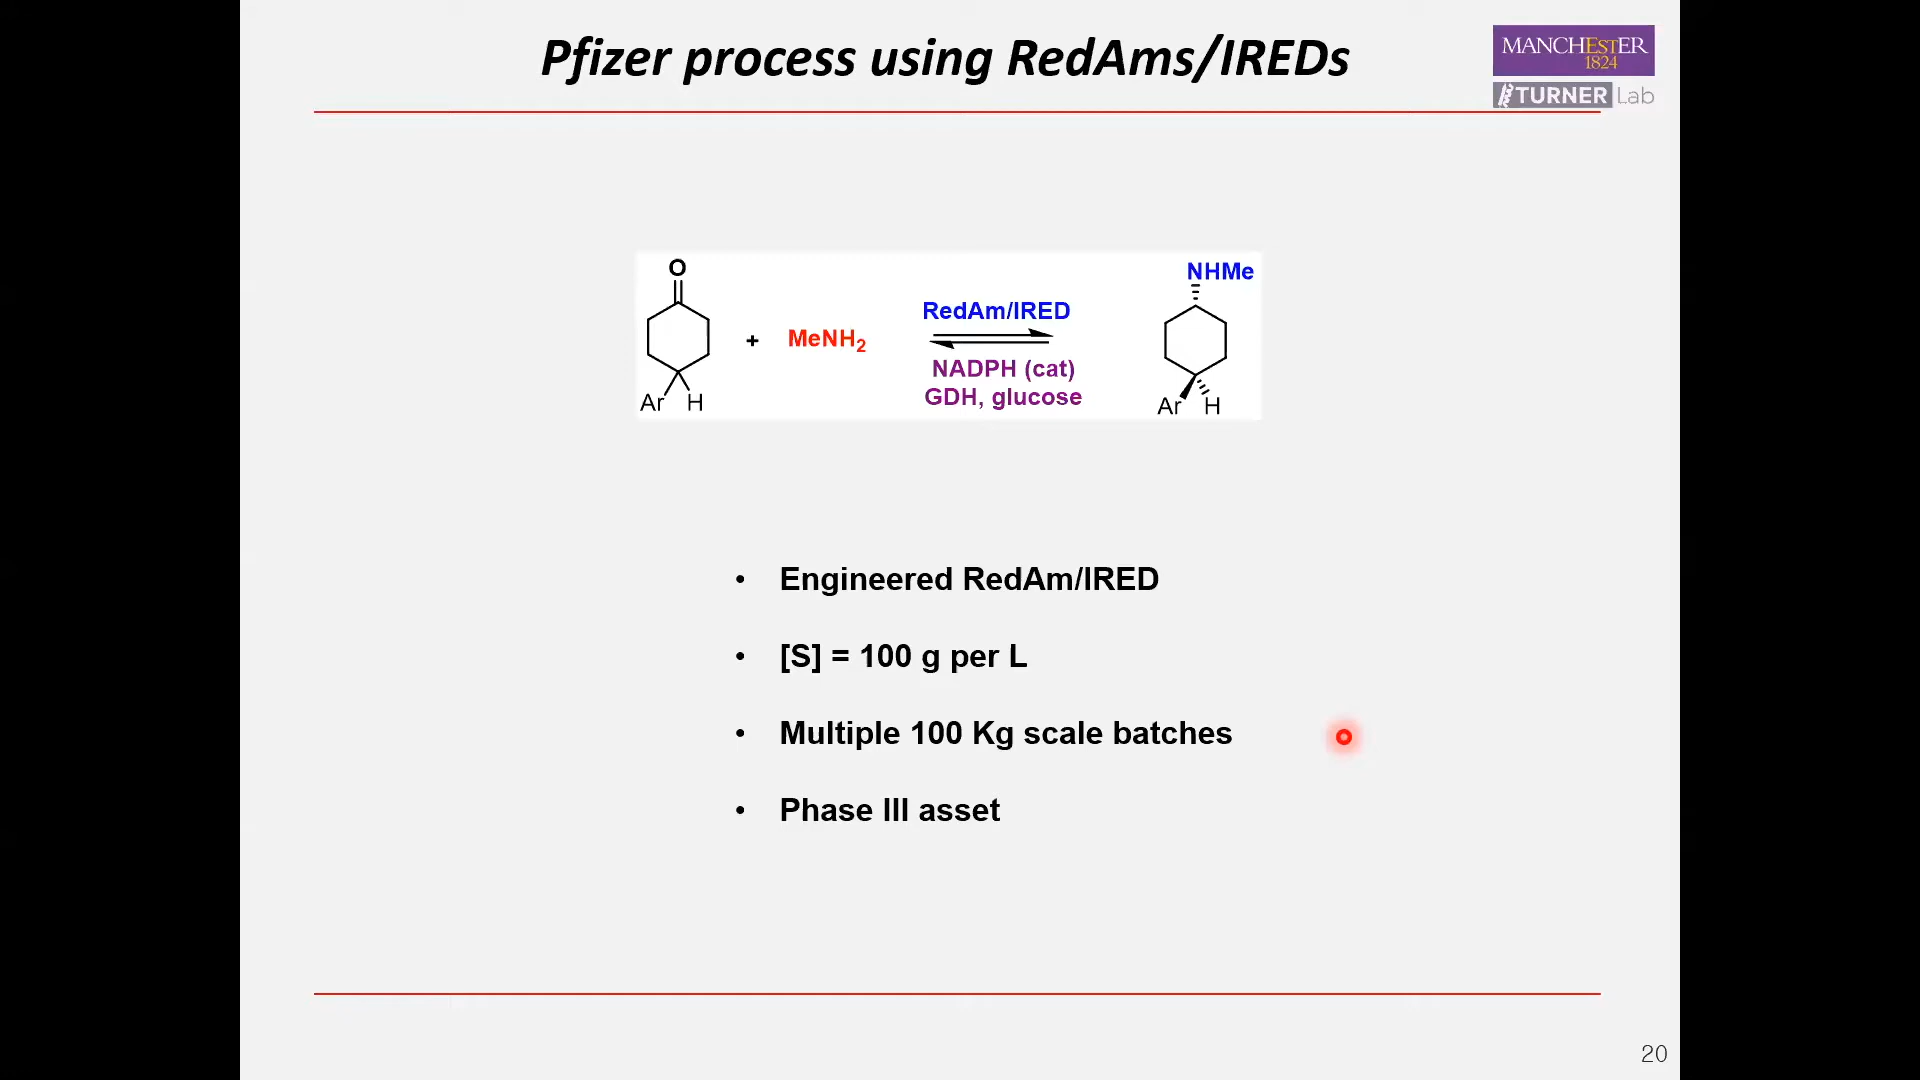 Pfizer process using RedAms/IREDs
MANCHESTER
1824
TURNER Lab
O
Ar H
+
MeNH2
RedAm/IRED
NADPH (cat)
GDH, glucose
NHMe
Ar H
• Engineered RedAm/IRED
• [S] = 100 g per L
• Multiple 100 Kg scale batches
• Phase III asset
20